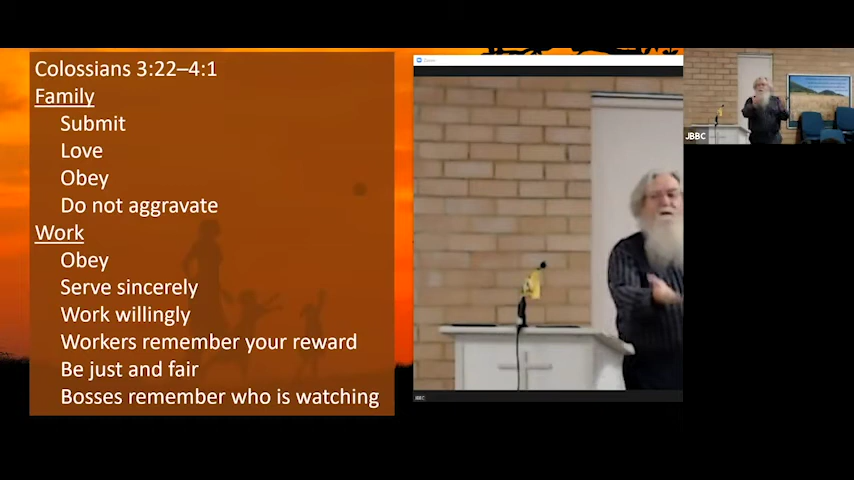 Colossians 3:22–4:1
Family
Submit
Love
Obey
Do not aggravate
Work
Obey
Serve sincerely
Work willingly
Workers remember your reward
Be just and fair
Bosses remember who is watching
JBBC
JBBC